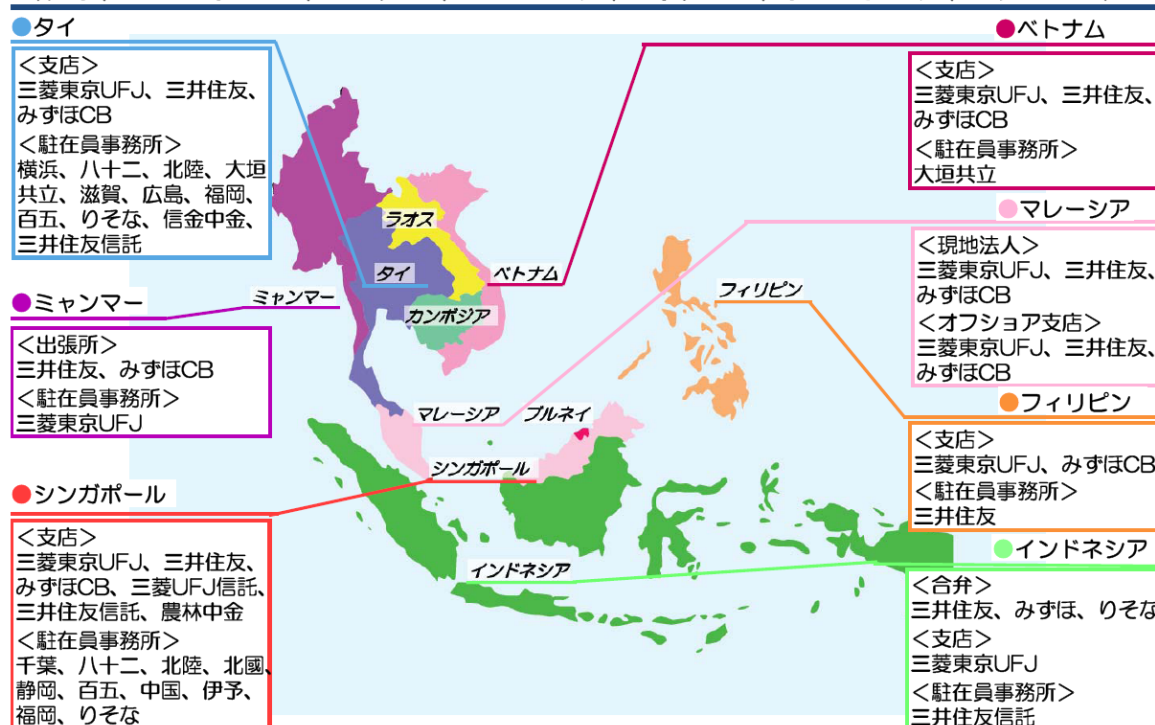 ●タイ
<支店>
三菱東京UFJ、三井住友、
みずほCB
<駐在員事務所>
横浜、八十二、北陸、大垣
共立、滋賀、広島、福岡、
百五、りそな、信金中金、
三井住友信託
●ミャンマー
<出張所>
三井住友、みずほCB
<駐在員事務所>
三菱東京UFJ
●シンガポール
<支店>
三菱東京UFJ、三井住友、
みずほCB、三菱UFJ信託、
三井住友信託、農林中金
<駐在員事務所>
千葉、八十二、北陸、北國、
静岡、百五、中国、伊予、
福岡、りそな
ラオス
タイ
ベトナム
ミャンマー
カンボジア
フィリピン
マレーシア
ブルネイ
シンガポール
インドネシア
●ベトナム
<支店>
三菱東京UFJ、三井住友、
みずほCB
<駐在員事務所>
大垣共立
●マレーシア
<現地法人>
三菱東京UFJ、三井住友、
みずほCB
<オフショア支店>
三菱東京UFJ、三井住友、
みずほCB
●フィリピン
<支店>
三菱東京UFJ、みずほCB
<駐在員事務所>
三井住友
●インドネシア
<合弁>
三井住友、みずほ、りそな
<支店>
三菱東京UFJ
<駐在員事務所>
三井住友信託